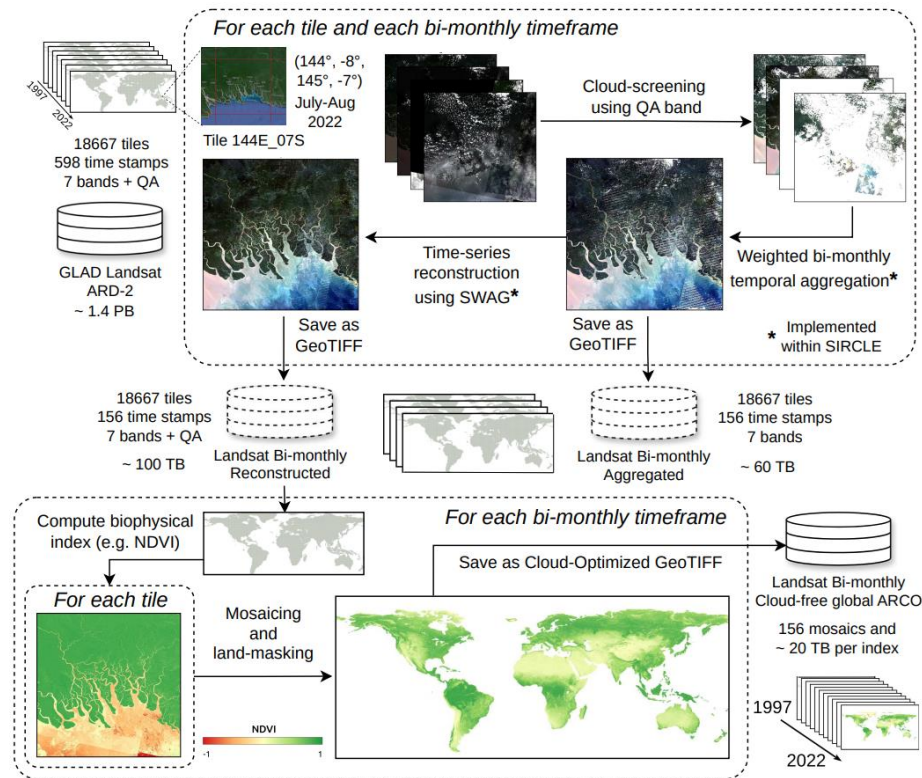 For each tile and each bi-monthly timeframe
1997
2022
18667 tiles
598 time stamps
7 bands + QA
GLAD Landsat
ARD-2
~ 1.4 PB
(144°, -8°,
145°, -7°)
July-Aug
2022
Tile 144E_07S
Cloud-screening
using QA band
Weighted bi-monthly
temporal aggregation*
Time-series
reconstruction
using SWAG*
Save as
GeoTIFF
Save as
GeoTIFF
* Implemented
within SIRCLE
18667 tiles
156 time stamps
7 bands + QA
~ 100 TB
Landsat Bi-monthly
Reconstructed
Landsat Bi-monthly
Aggregated
18667 tiles
156 time stamps
7 bands
~ 60 TB
Compute biophysical
index (e.g. NDVI)
For each bi-monthly timeframe
Save as Cloud-Optimized GeoTIFF
For each tile
Mosaicing
and
land-masking
NDVI
-1
1
Landsat Bi-monthly
Cloud-free global ARCO
156 mosaics and
~ 20 TB per index
1997
2022